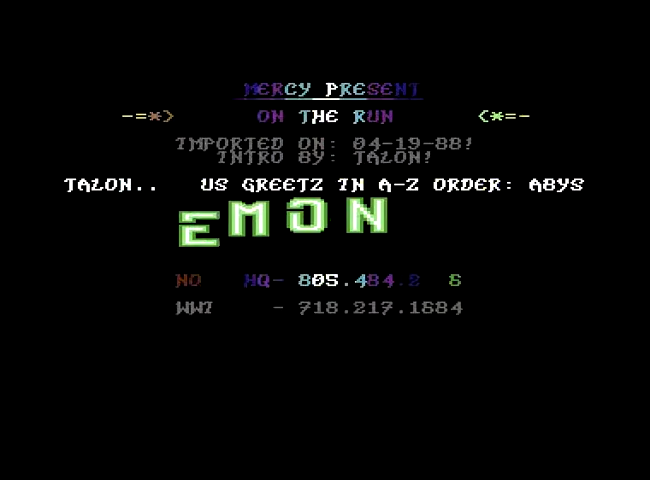 MERCY PRESENT
-=*> ON THE RUN <*=-
IMPORTED ON: 04-19-88!
INTRO BY: TALON!
TALON.. US GREETZ IN A-Z ORDER: ABYS
EMON
NO HQ- 805.484.2 6
WWI - 718.217.1884